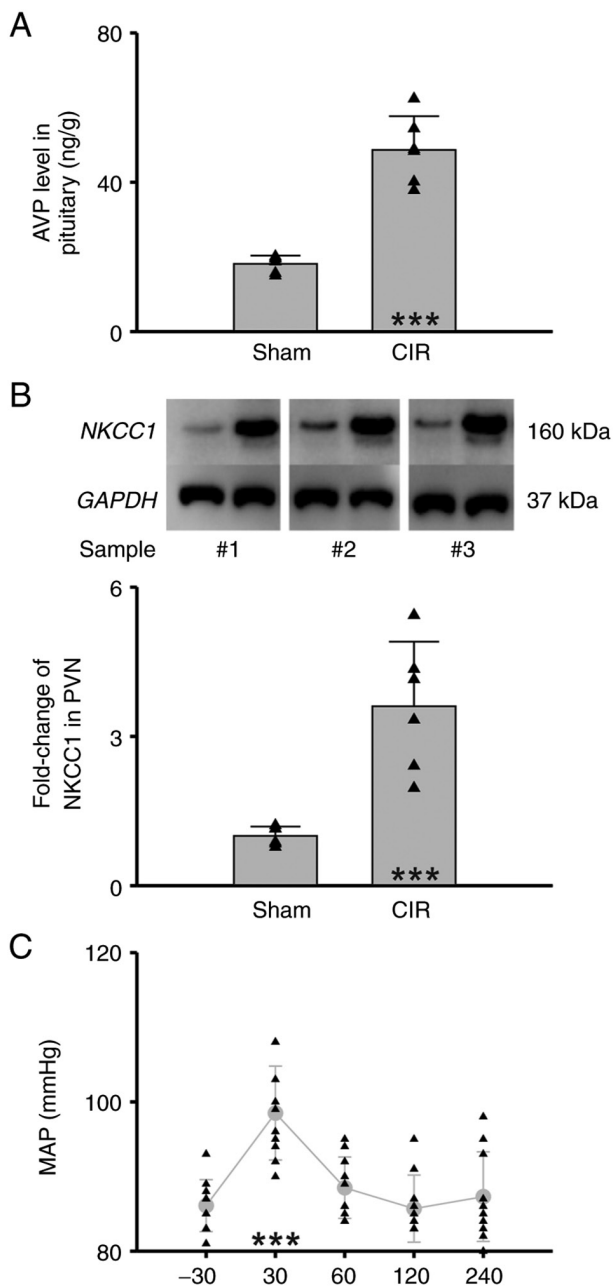 A
80
40
0
AVP level in
pituitary (ng/g)
***
Sham CIR
B
NKCC1 160 kDa
GAPDH 37 kDa
Sample #1 #2 #3
6
3
0
Fold-change of
NKCC1 in PVN
***
Sham CIR
C
120
100
80
MAP (mmHg)
***
−30 30 60 120 240